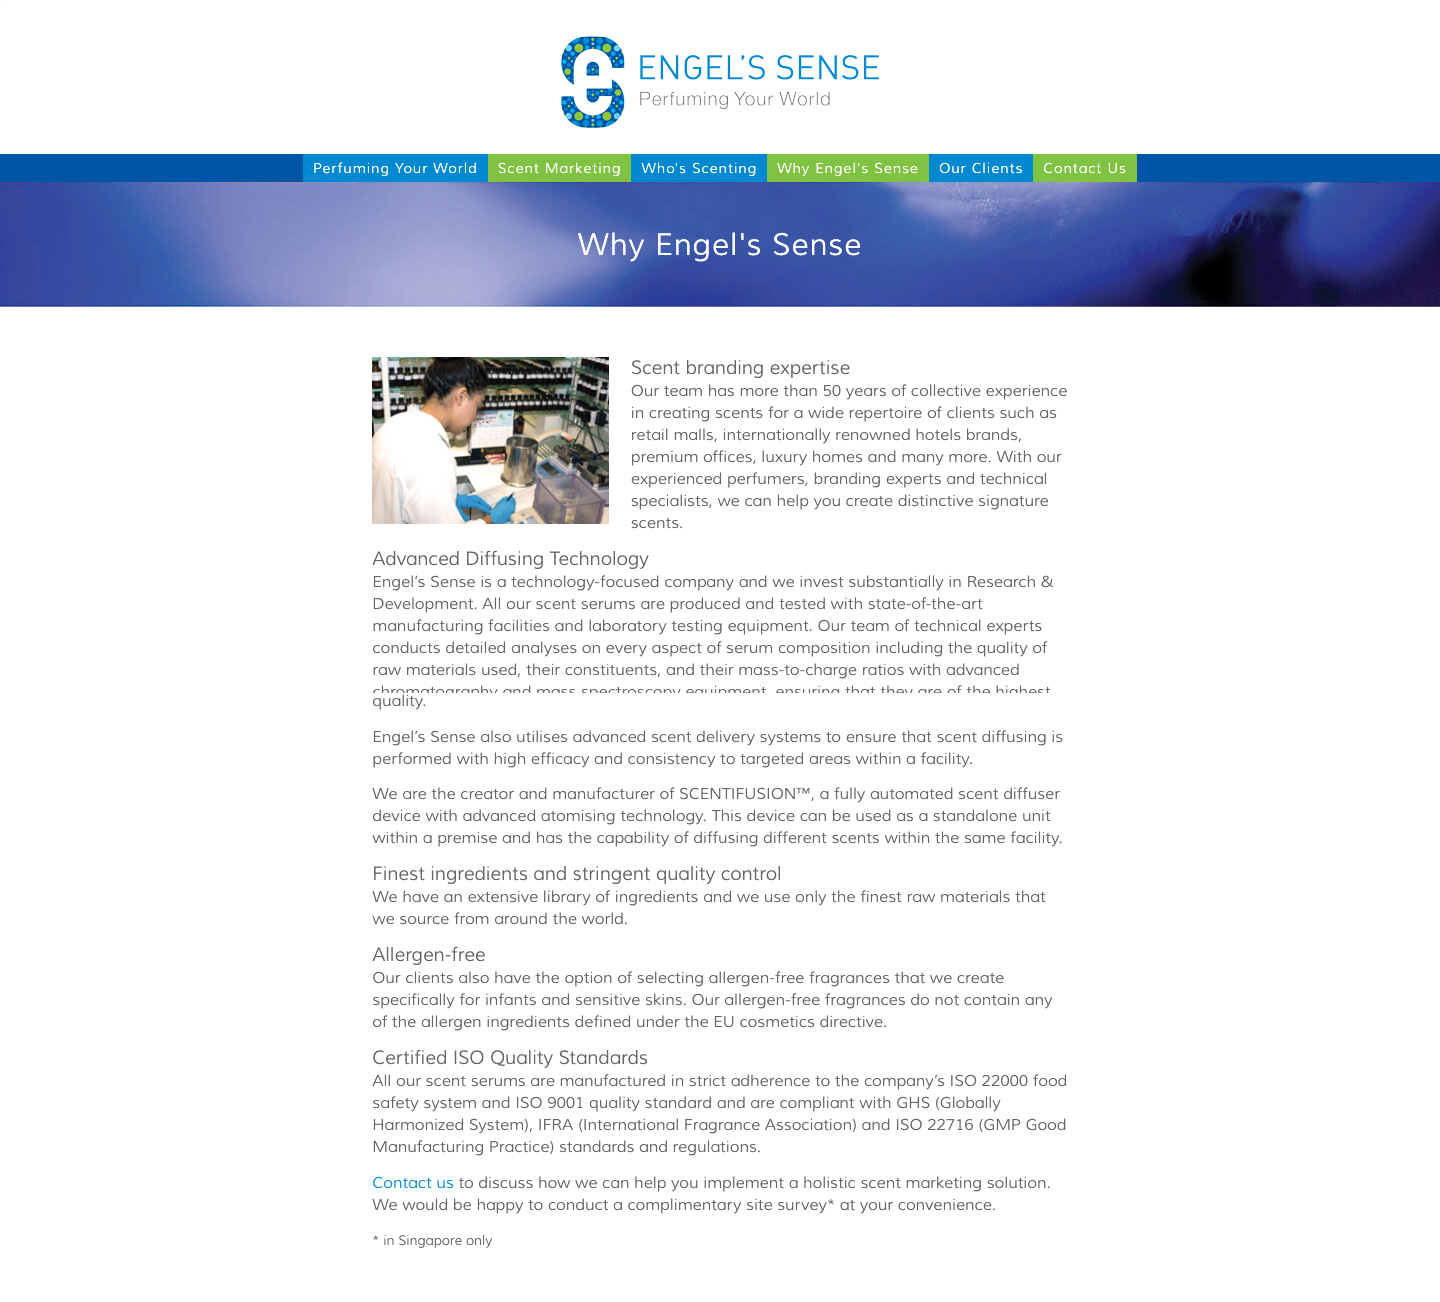 ENGEL'S SENSE
Perfuming Your World
Perfuming Your World Scent Marketing Who's Scenting Why Engel's Sense Our Clients Contact Us
Why Engel's Sense
Scent branding expertise
Our team has more than 50 years of collective experience
in creating scents for a wide repertoire of clients such as
retail malls, internationally renowned hotels brands,
premium offices, luxury homes and many more. With our
experienced perfumers, branding experts and technical
specialists, we can help you create distinctive signature
scents.
Advanced Diffusing Technology
Engel’s Sense is a technology-focused company and we invest substantially in Research &
Development. All our scent serums are produced and tested with state-of-the-art
manufacturing facilities and laboratory testing equipment. Our team of technical experts
conducts detailed analyses on every aspect of serum composition including the quality of
raw materials used, their constituents, and their mass-to-charge ratios with advanced
chromatography and mass spectroscopy equipment, ensuring that they are of the highest
quality.
Engel’s Sense also utilises advanced scent delivery systems to ensure that scent diffusing is
performed with high efficacy and consistency to targeted areas within a facility.
We are the creator and manufacturer of SCENTIFUSION™, a fully automated scent diffuser
device with advanced atomising technology. This device can be used as a standalone unit
within a premise and has the capability of diffusing different scents within the same facility.
Finest ingredients and stringent quality control
We have an extensive library of ingredients and we use only the finest raw materials that
we source from around the world.
Allergen-free
Our clients also have the option of selecting allergen-free fragrances that we create
specifically for infants and sensitive skins. Our allergen-free fragrances do not contain any
of the allergen ingredients defined under the EU cosmetics directive.
Certified ISO Quality Standards
All our scent serums are manufactured in strict adherence to the company’s ISO 22000 food
safety system and ISO 9001 quality standard and are compliant with GHS (Globally
Harmonized System), IFRA (International Fragrance Association) and ISO 22716 (GMP Good
Manufacturing Practice) standards and regulations.
Contact us to discuss how we can help you implement a holistic scent marketing solution.
We would be happy to conduct a complimentary site survey* at your convenience.
* in Singapore only